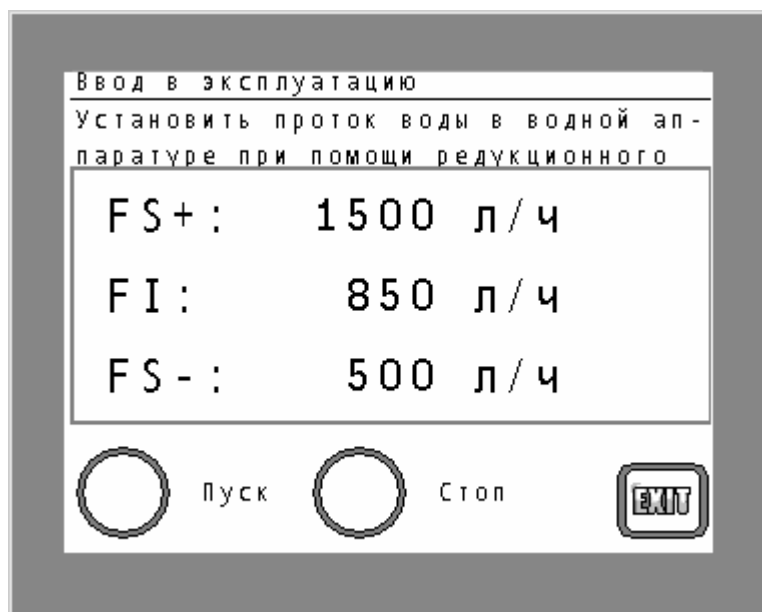 Ввод в эксплуатацию
Установить проток воды в водной ап-
паратуре при помощи редукционного
FS+: 1500 л/ч
FI: 850 л/ч
FS-: 500 л/ч
Пуск Стоп EXIT